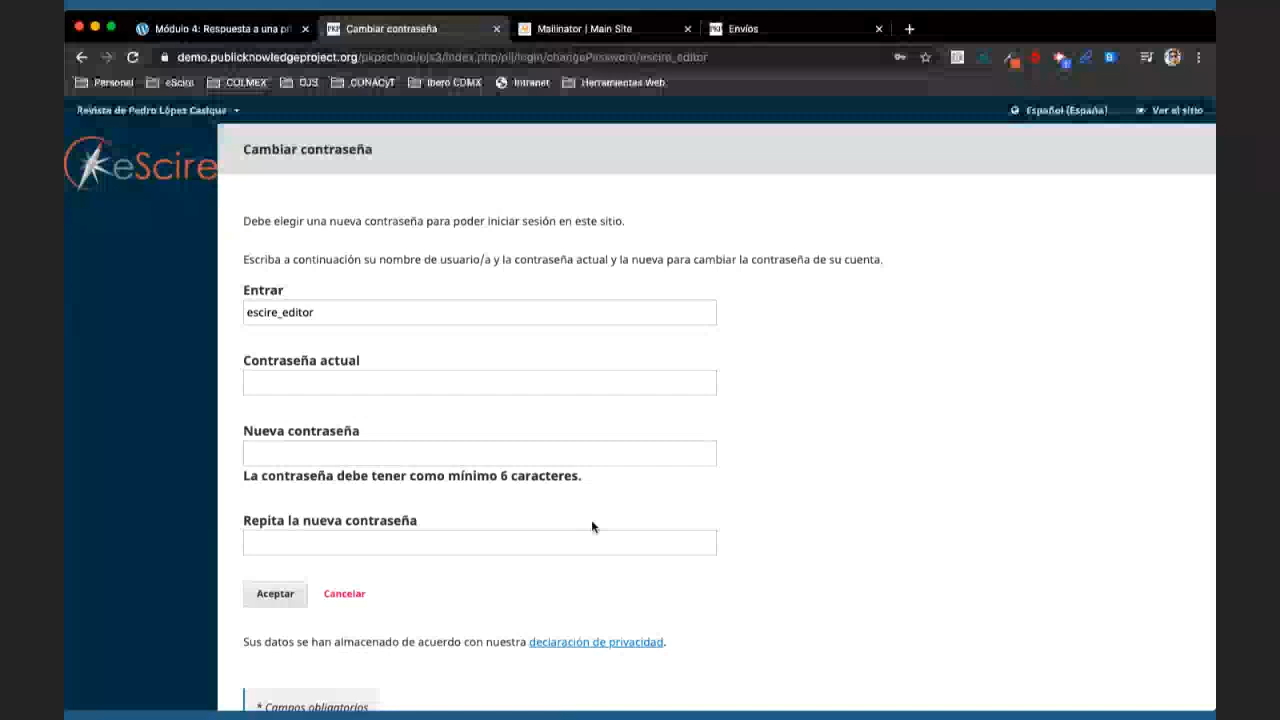 Módulo 4: Respuesta a una pr
Cambiar contraseña
Mailinator | Main Site
Envíos
demo.publicknowledgeproject.org/pkpschool/ojs3/index.php/plj/login/changePassword/escire_editor
Personal
eScire
COLMEX
OJS
CONACyT
Ibero CDMX
Intranet
Herramientas Web
Revista de Pedro López Casique
Español (España)
Ver el sitio
eScire
Cambiar contraseña
Debe elegir una nueva contraseña para poder iniciar sesión en este sitio.
Escriba a continuación su nombre de usuario/a y la contraseña actual y la nueva para cambiar la contraseña de su cuenta.
Entrar
escire_editor
Contraseña actual
Nueva contraseña
La contraseña debe tener como mínimo 6 caracteres.
Repita la nueva contraseña
Aceptar
Cancelar
Sus datos se han almacenado de acuerdo con nuestra declaración de privacidad.
* Campos obligatorios